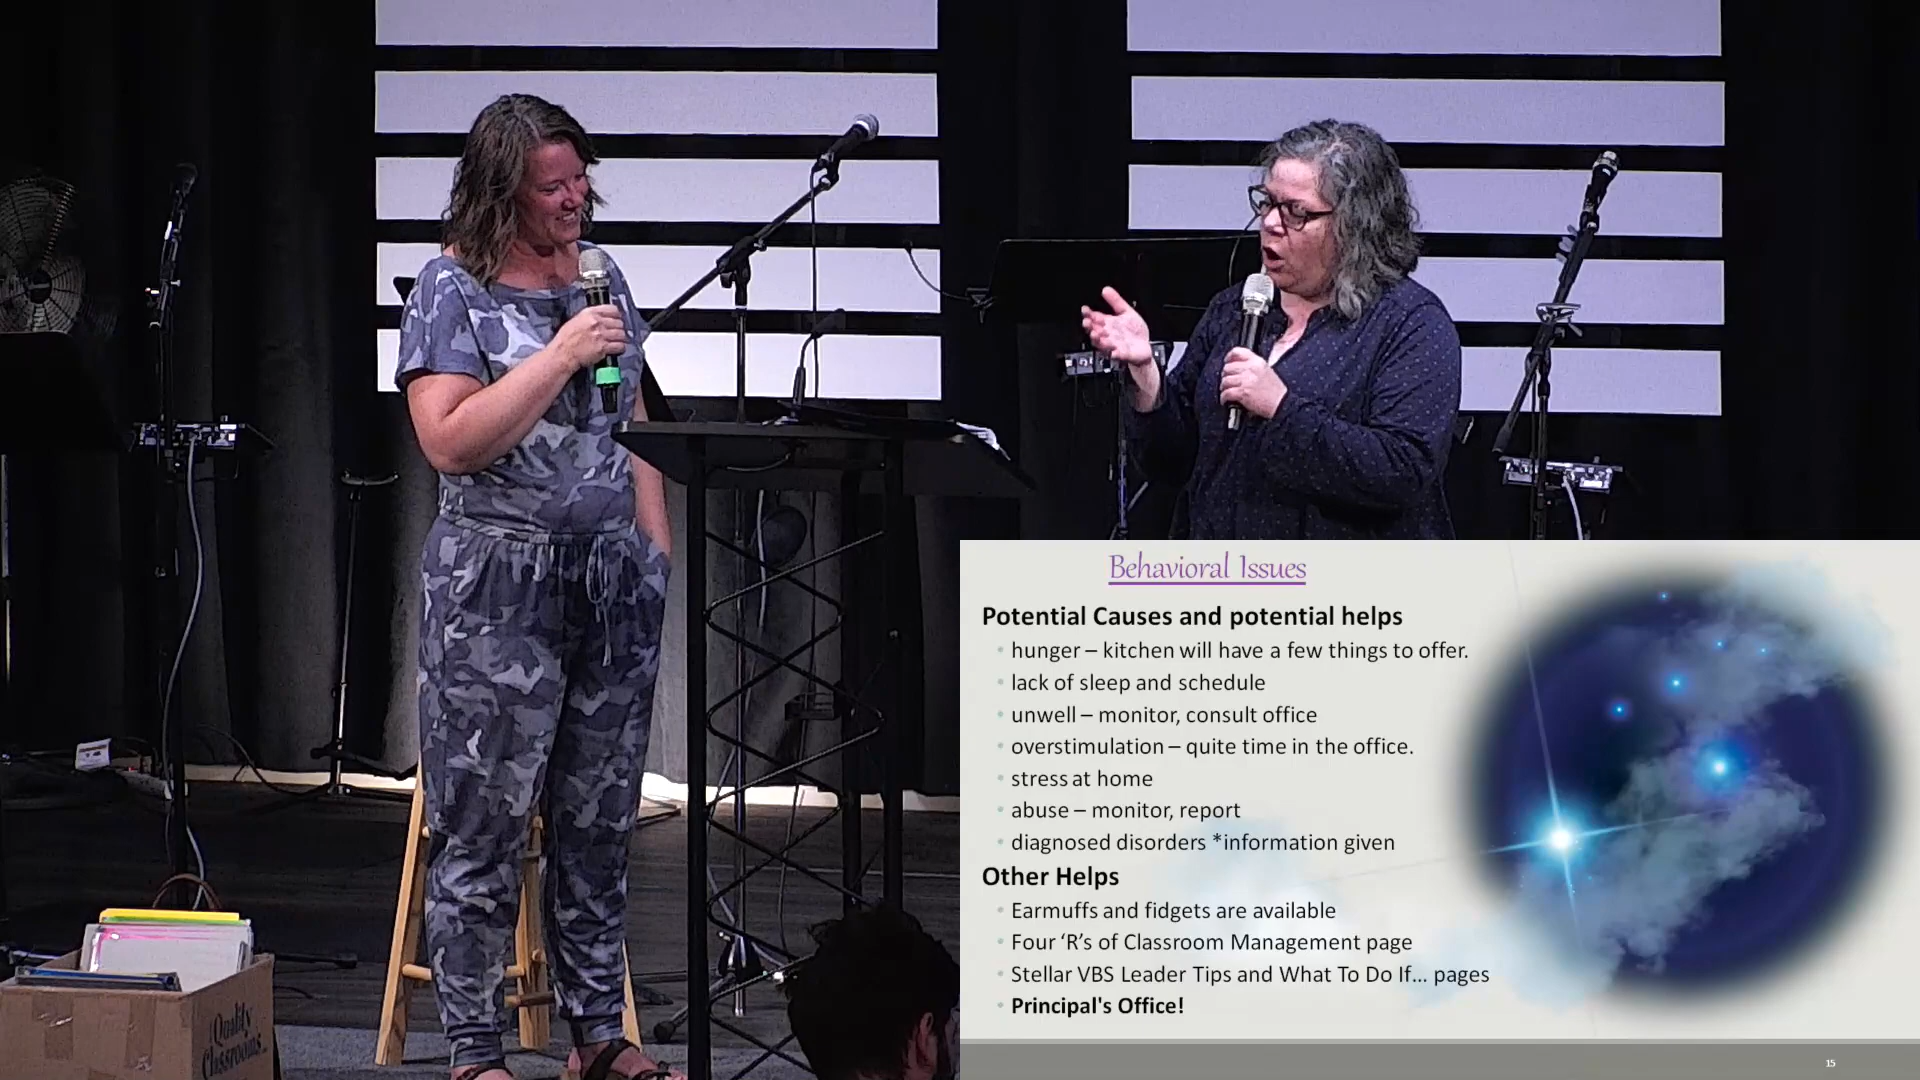 Behavioral Issues
Potential Causes and potential helps
hunger – kitchen will have a few things to offer.
lack of sleep and schedule
unwell – monitor, consult office
overstimulation – quite time in the office.
stress at home
abuse – monitor, report
diagnosed disorders *information given
Other Helps
Earmuffs and fidgets are available
Four ‘R’s of Classroom Management page
Stellar VBS Leader Tips and What To Do If… pages
Principal's Office!
15
Quality
Classrooms